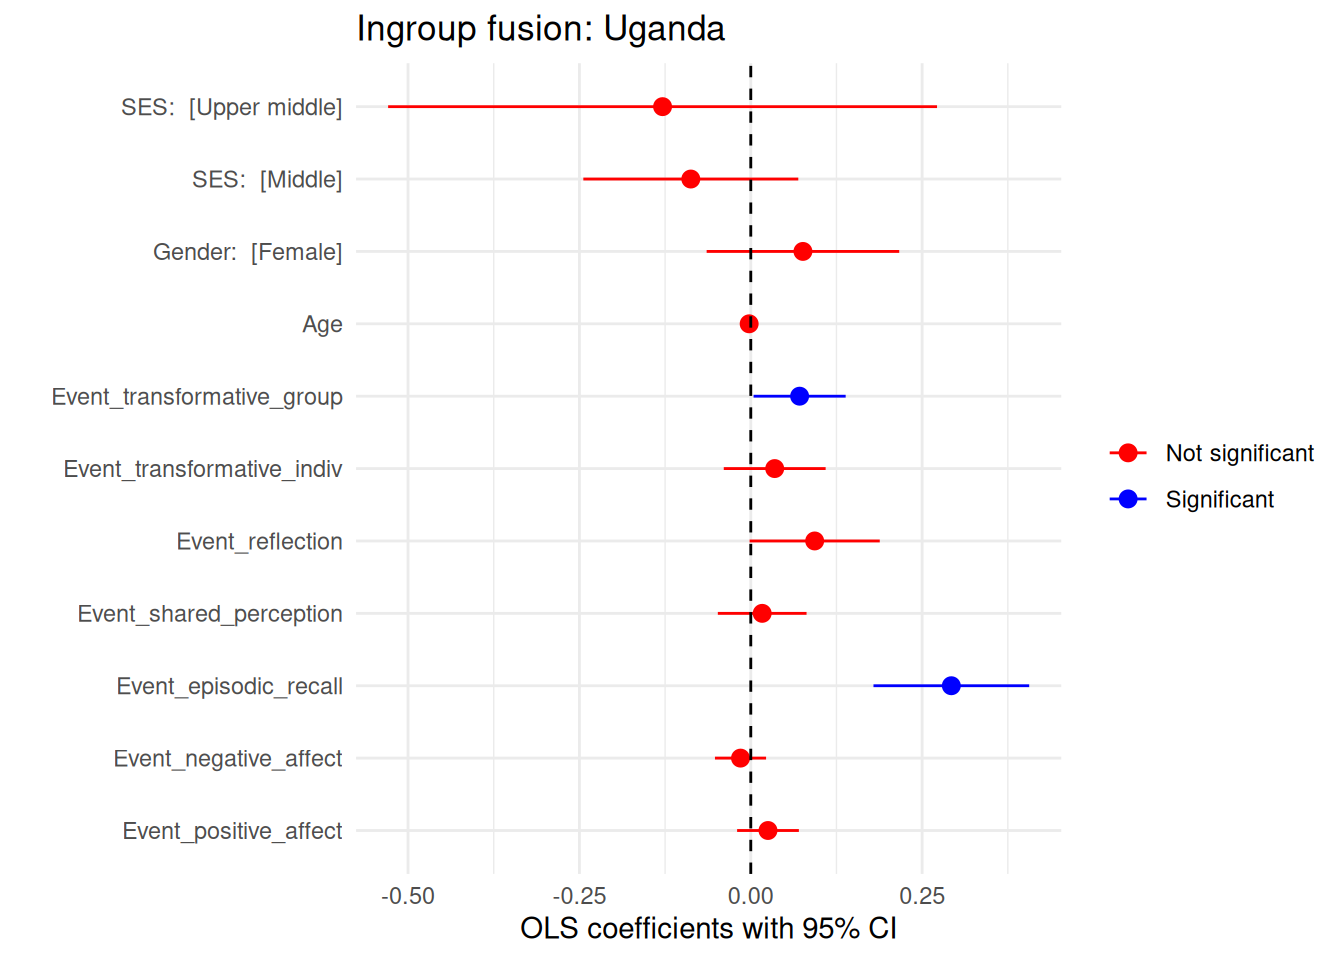 Ingroup fusion: Uganda
SES:  [Upper middle]
SES:  [Middle]
Gender:  [Female]
Age
Event_transformative_group
Event_transformative_indiv
Event_reflection
Event_shared_perception
Event_episodic_recall
Event_negative_affect
Event_positive_affect
-0.50
-0.25
0.00
0.25
OLS coefficients with 95% CI
Not significant
Significant